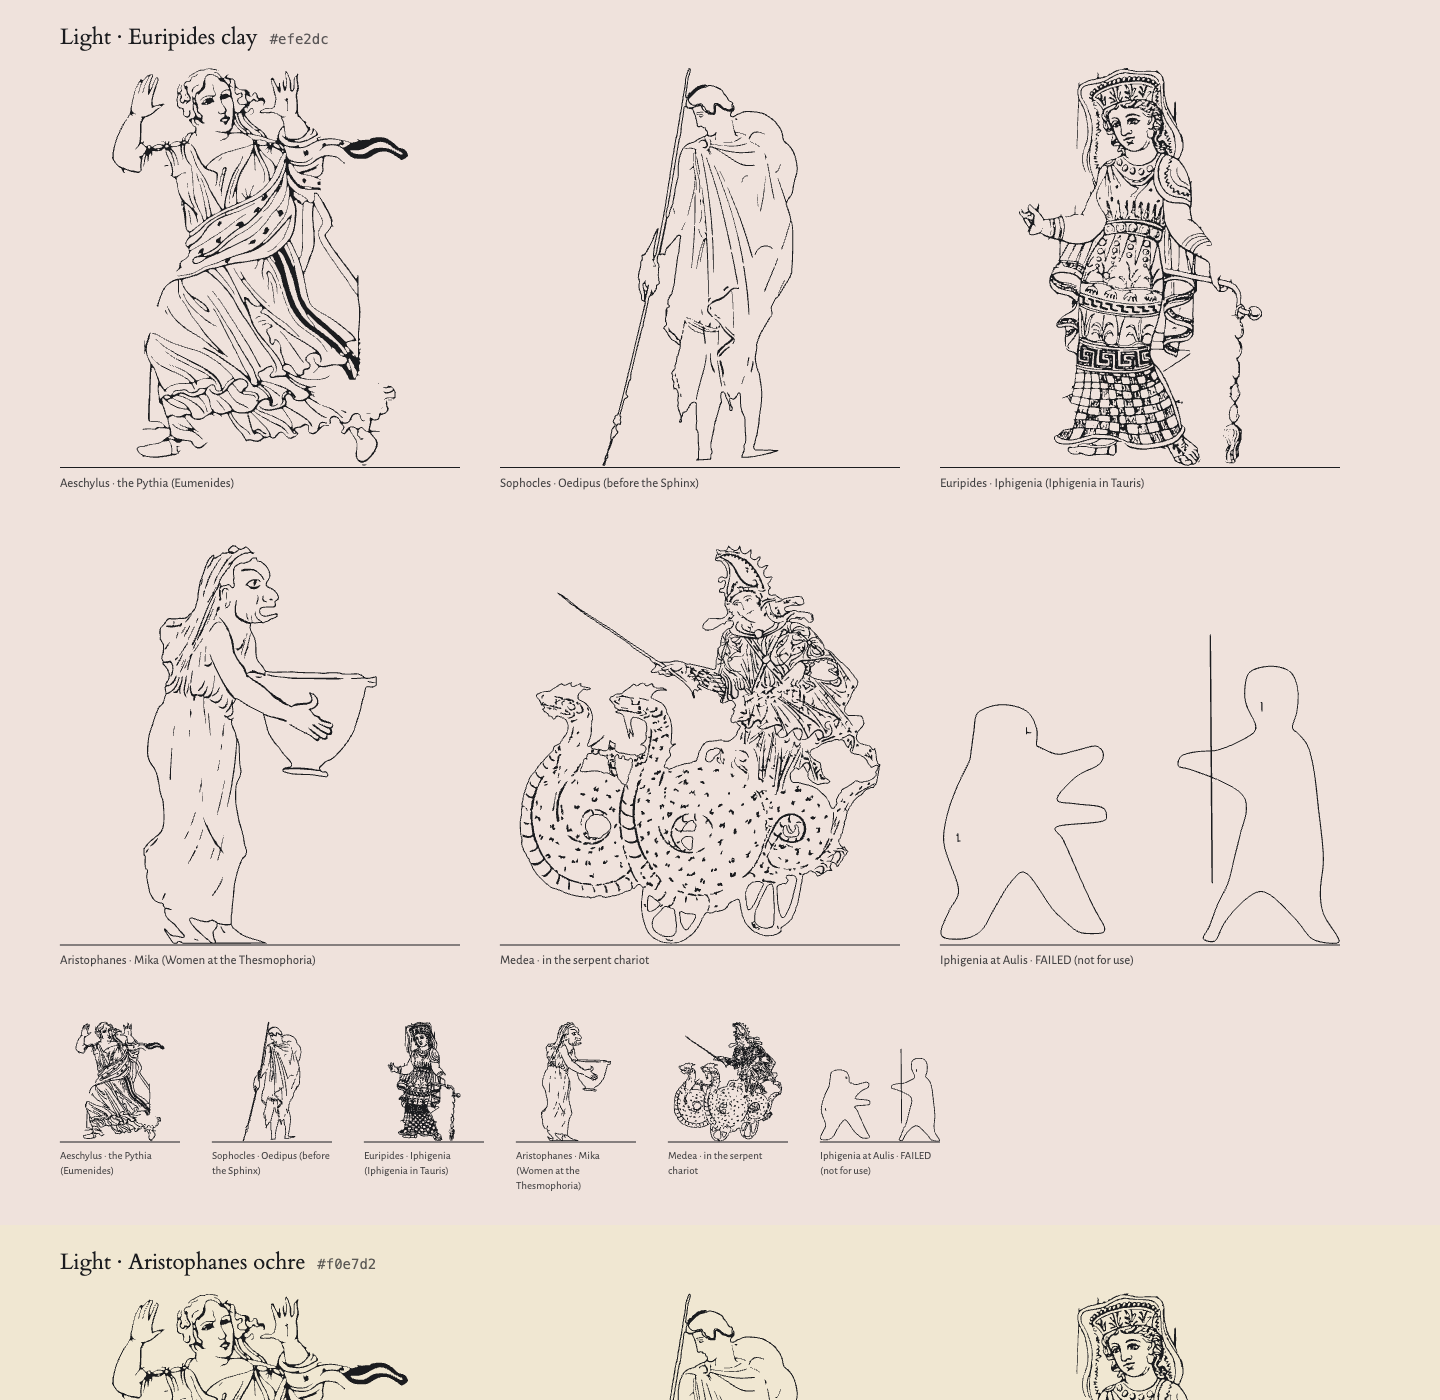 Light · Euripides clay #efe2dc
Aeschylus · the Pythia (Eumenides)
Sophocles · Oedipus (before the Sphinx)
Euripides · Iphigenia (Iphigenia in Tauris)
Aristophanes · Mika (Women at the Thesmophoria)
Medea · in the serpent chariot
Iphigenia at Aulis · FAILED (not for use)
Aeschylus · the Pythia
(Eumenides)
Sophocles · Oedipus (before
the Sphinx)
Euripides · Iphigenia
(Iphigenia in Tauris)
Aristophanes · Mika
(Women at the
Thesmophoria)
Medea · in the serpent
chariot
Iphigenia at Aulis · FAILED
(not for use)
Light · Aristophanes ochre #f0e7d2